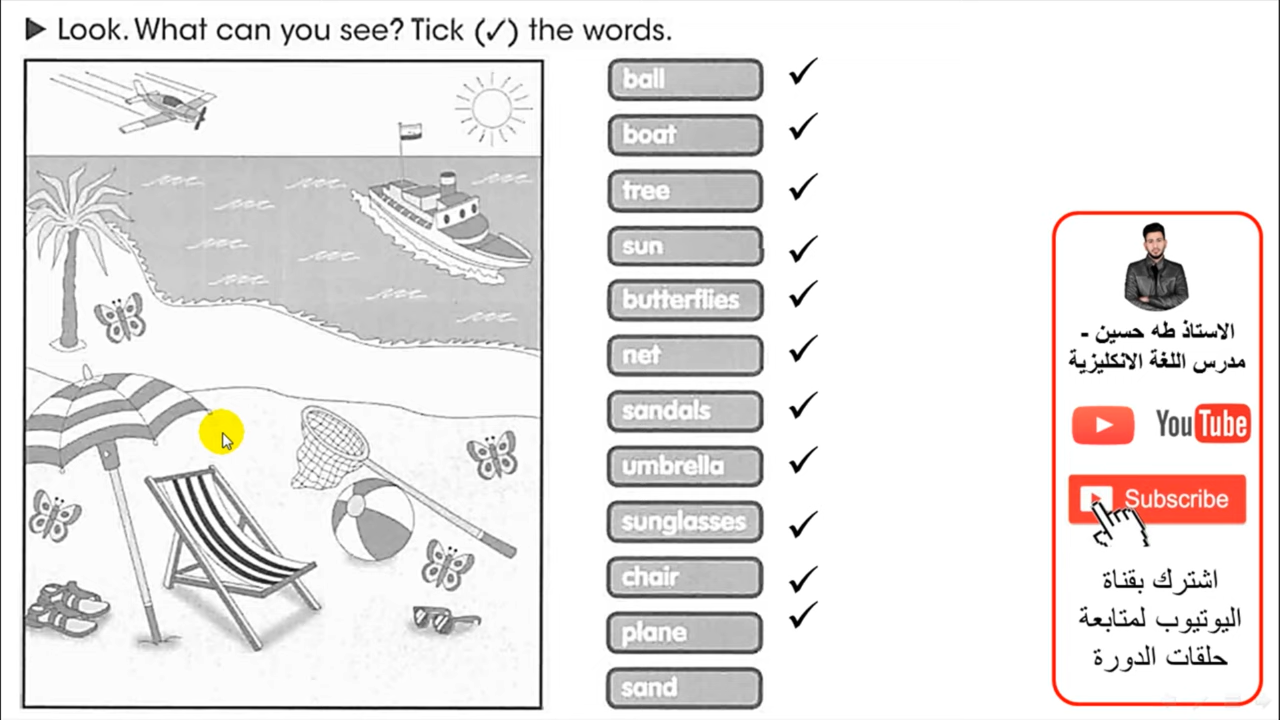 Look. What can you see? Tick (✓) the words.
ball ✓
boat ✓
tree ✓
sun ✓
butterflies ✓
net ✓
sandals ✓
umbrella ✓
sunglasses ✓
chair ✓
plane ✓
sand
الاستاذ طه حسين -
مدرس اللغة الانكليزية
YouTube
Subscribe
اشترك بقناة
اليوتيوب لمتابعة
حلقات الدورة